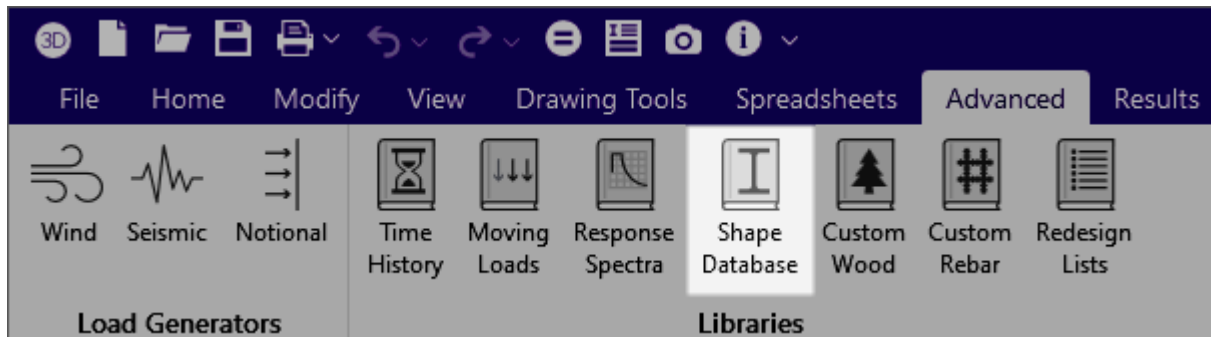 3D
File Home Modify View Drawing Tools Spreadsheets Advanced Results
Wind Seismic Notional Time History Moving Loads Response Spectra Shape Database Custom Wood Custom Rebar Redesign Lists
Load Generators Libraries